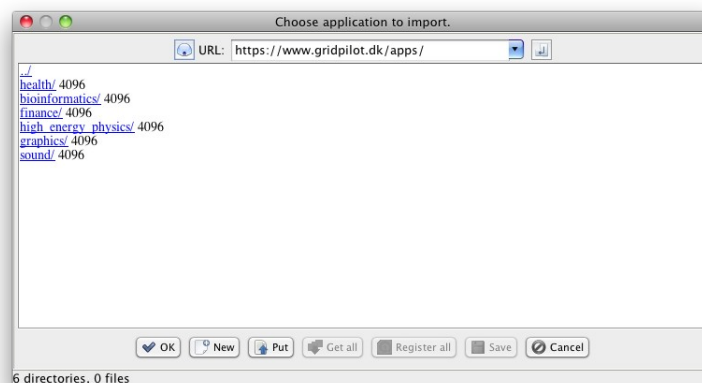 Choose application to import.
URL: https://www.gridpilot.dk/apps/
../
health/ 4096
bioinformatics/ 4096
finance/ 4096
high_energy_physics/ 4096
graphics/ 4096
sound/ 4096
OK New Put Get all Register all Save Cancel
6 directories, 0 files